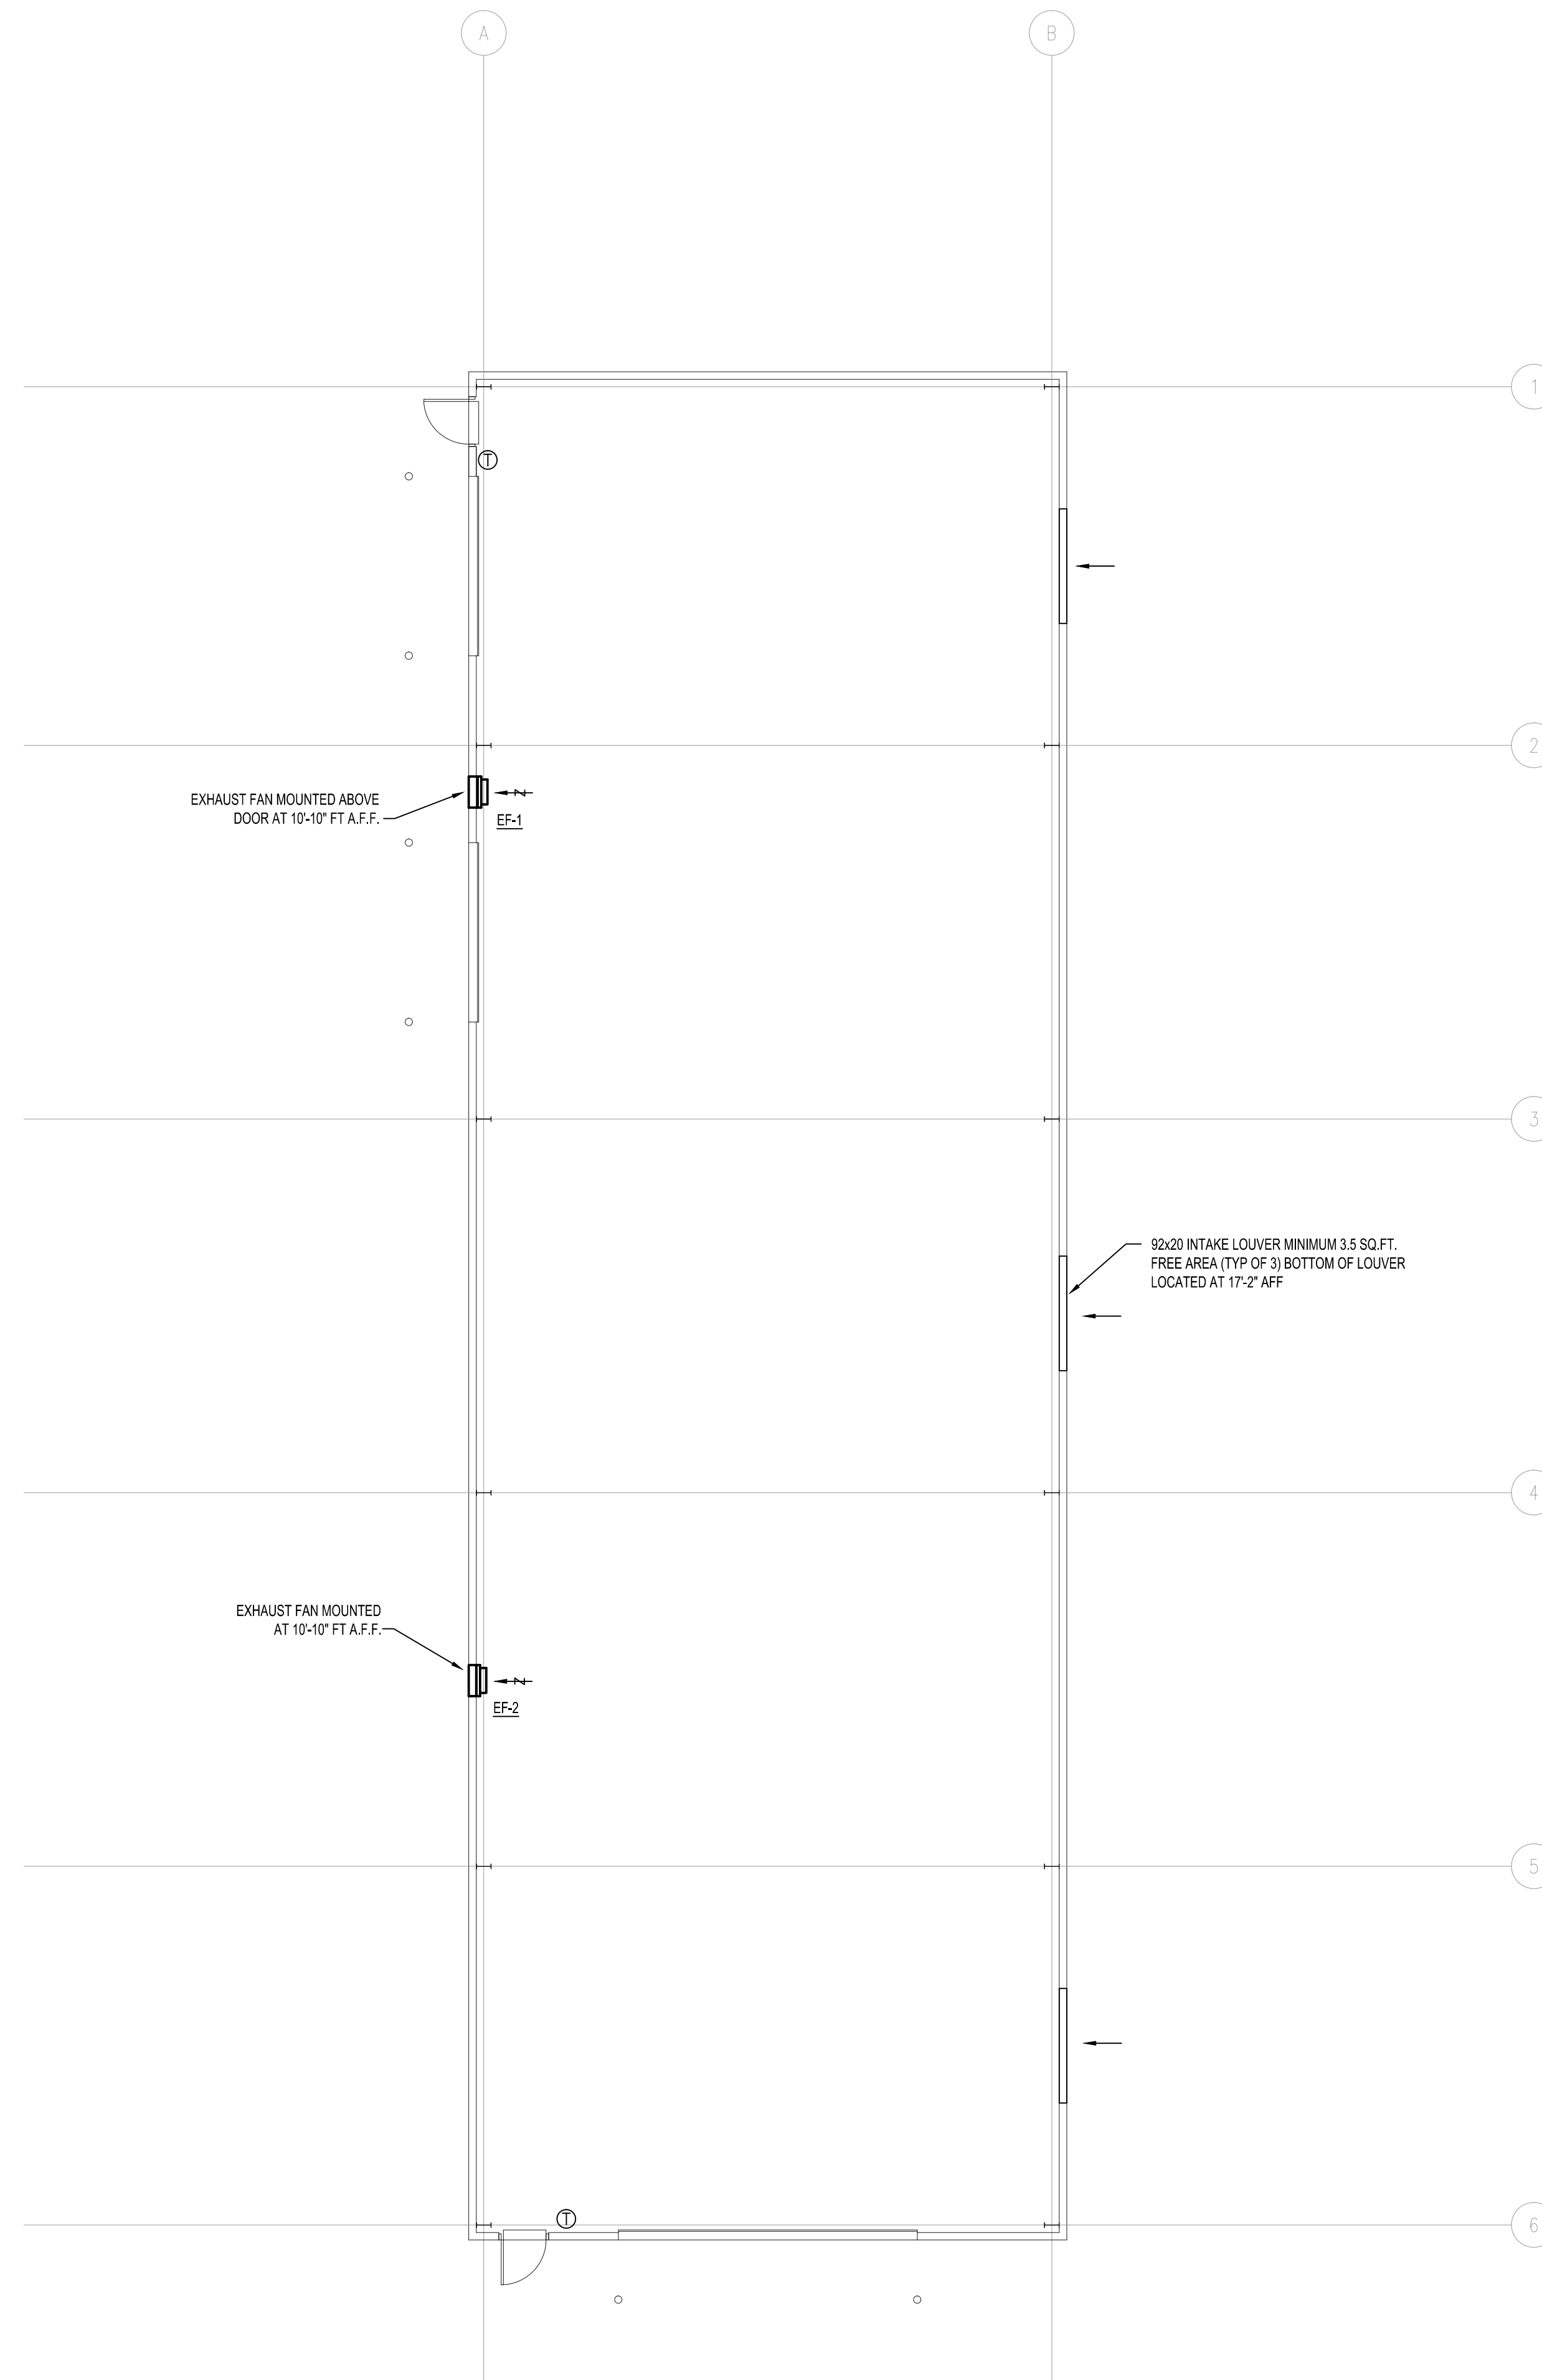 A
B
1
T
2
EXHAUST FAN MOUNTED ABOVE
DOOR AT 10'-10" FT A.F.F.
EF-1
3
92x20 INTAKE LOUVER MINIMUM 3.5 SQ.FT.
FREE AREA (TYP OF 3) BOTTOM OF LOUVER
LOCATED AT 17'-2" AFF
4
EXHAUST FAN MOUNTED
AT 10'-10" FT A.F.F.
EF-2
5
T
6